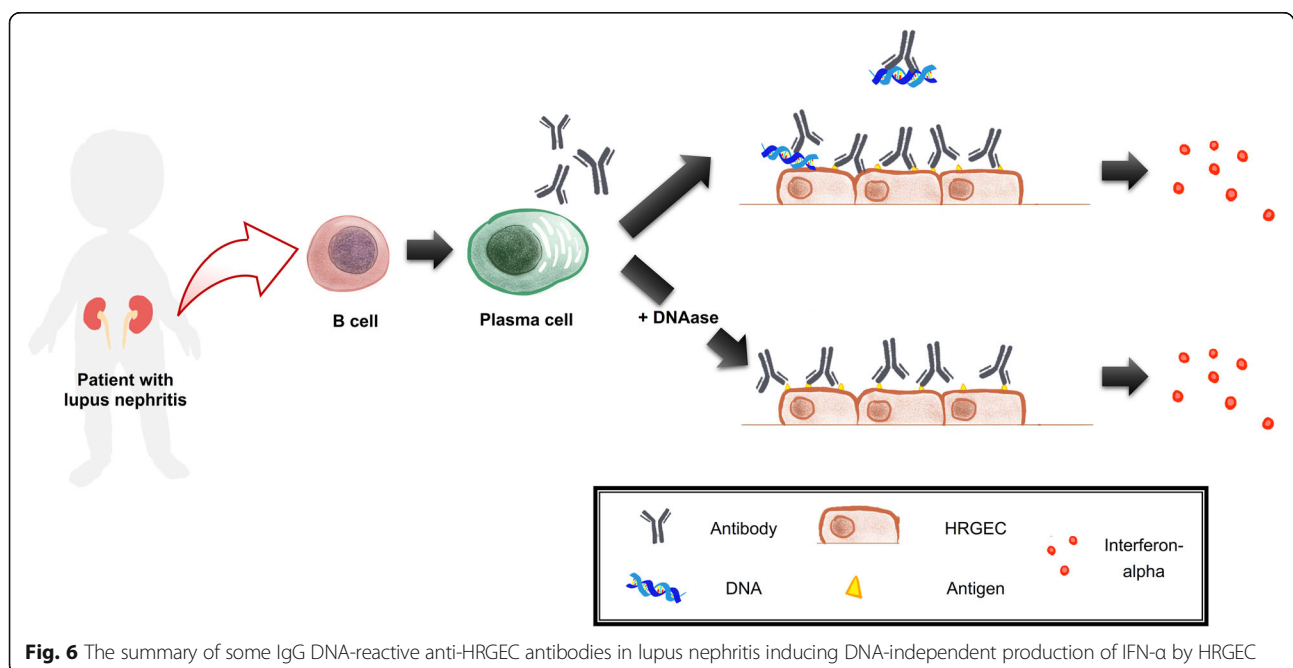 B cell
Plasma cell
+ DNAase
Patient with
lupus nephritis
Antibody
HRGEC
Interferon-
alpha
DNA
Antigen
Fig. 6 The summary of some IgG DNA-reactive anti-HRGEC antibodies in lupus nephritis inducing DNA-independent production of IFN-α by HRGEC